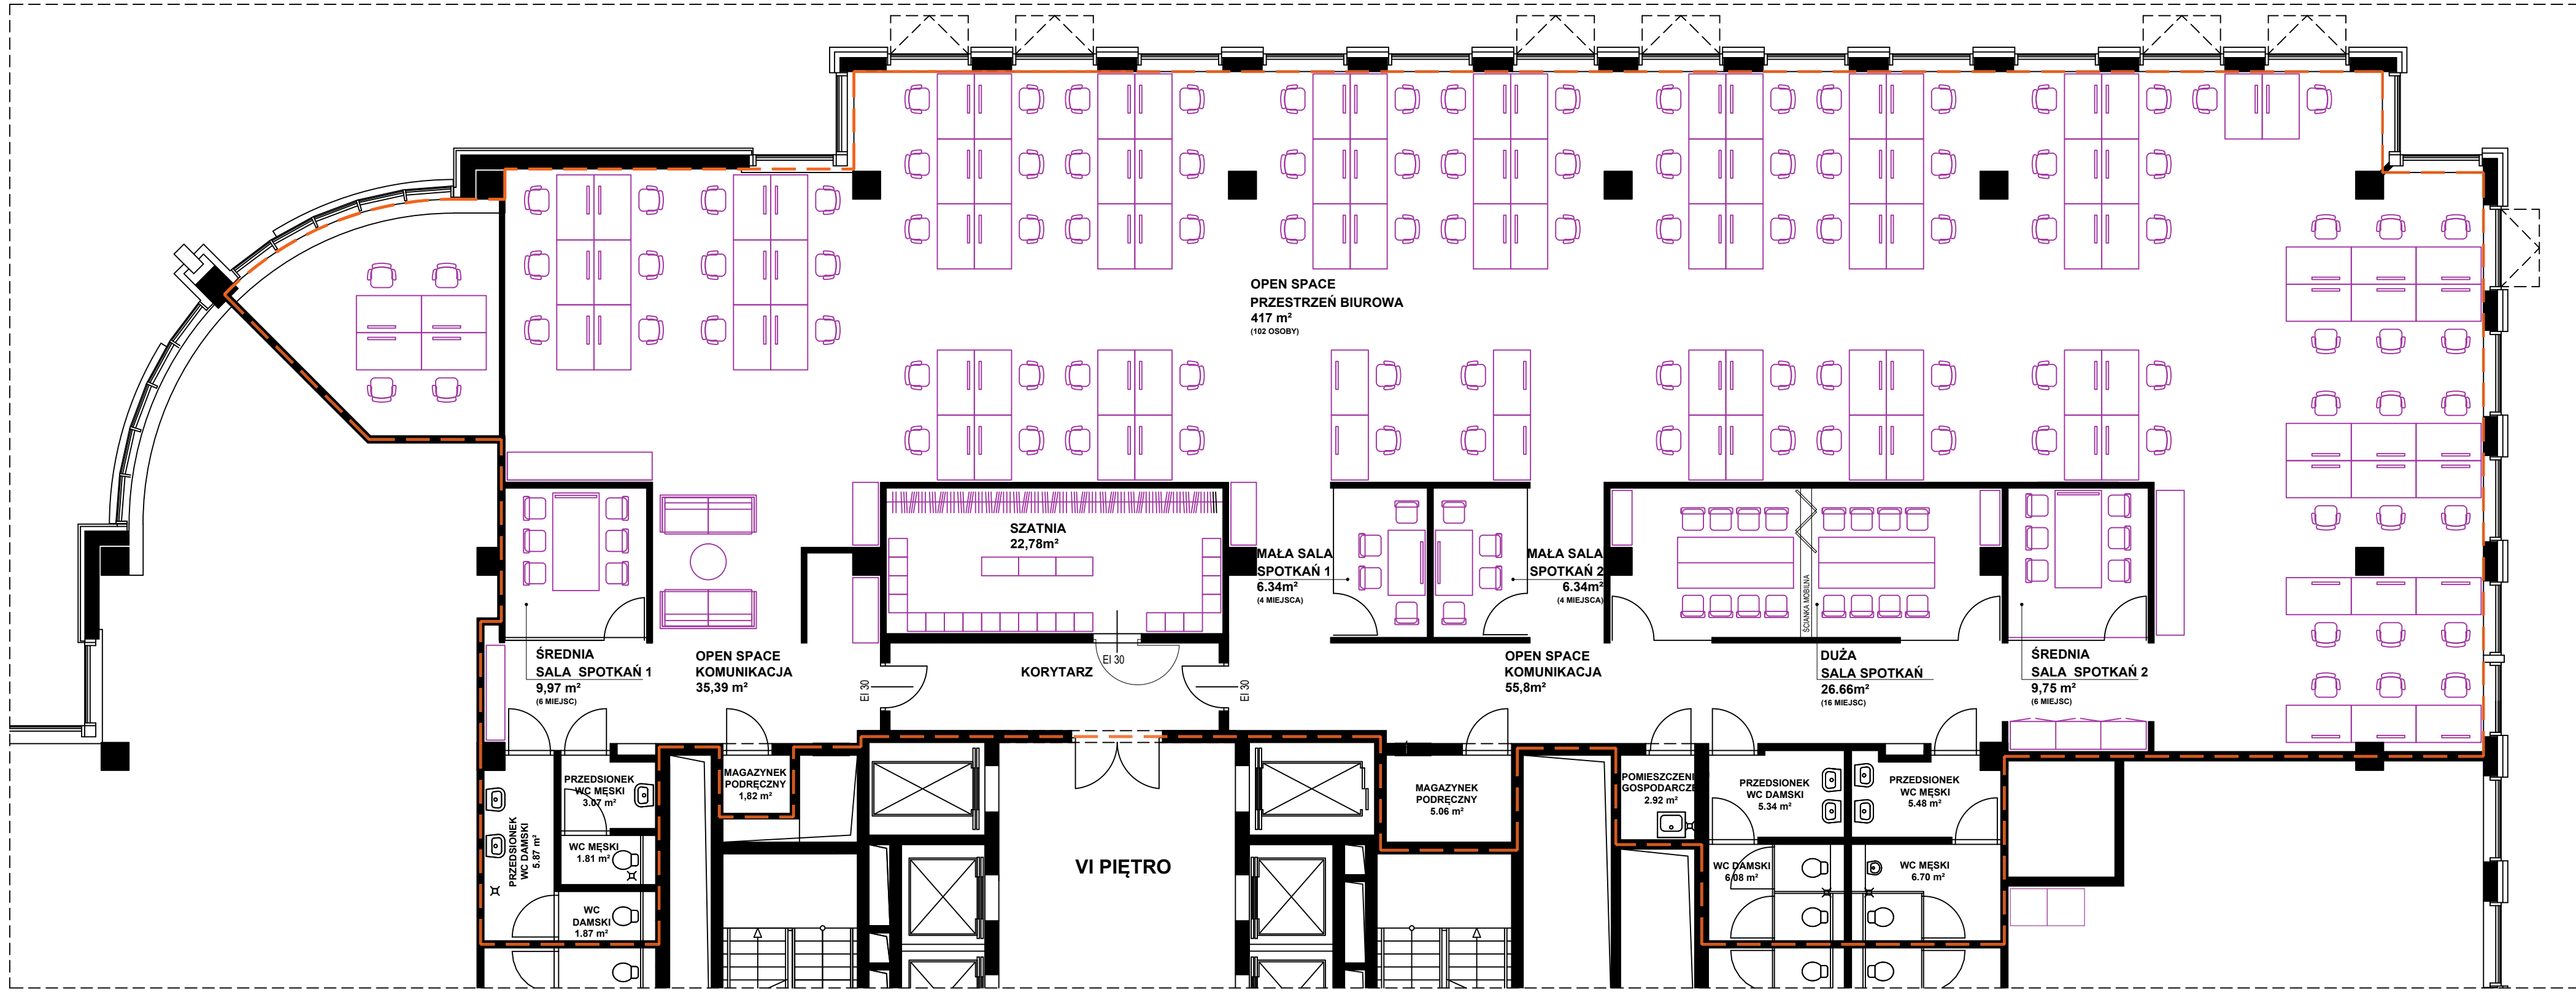 OPEN SPACE
PRZESTRZEŃ BIUROWA
417 m²
(102 OSOBY)
SZATNIA
22,78m²
MAŁA SALA
SPOTKAŃ 1
6.34m²
(4 MIEJSCA)
MAŁA SALA
SPOTKAŃ 2
6.34m²
(4 MIEJSCA)
ŚCIANKA MOBILNA
ŚREDNIA
SALA SPOTKAŃ 1
9,97 m²
(6 MIEJSC)
OPEN SPACE
KOMUNIKACJA
35,39 m²
EI 30
KORYTARZ
EI 30
EI 30
OPEN SPACE
KOMUNIKACJA
55,8m²
DUŻA
SALA SPOTKAŃ
26.66m²
(16 MIEJSC)
ŚREDNIA
SALA SPOTKAŃ 2
9,75 m²
(6 MIEJSC)
PRZEDSIONEK
WC DAMSKI
5.87 m²
PRZEDSIONEK
WC MĘSKI
3.07 m²
WC MĘSKI
1.81 m²
WC
DAMSKI
1.87 m²
MAGAZYNEK
PODRĘCZNY
1,82 m²
VI PIĘTRO
MAGAZYNEK
PODRĘCZNY
5.06 m²
POMIESZCZENI
GOSPODARCZE
2.92 m²
PRZEDSIONEK
WC DAMSKI
5.34 m²
PRZEDSIONEK
WC MĘSKI
5.48 m²
WC DAMSKI
6.08 m²
WC MĘSKI
6.70 m²